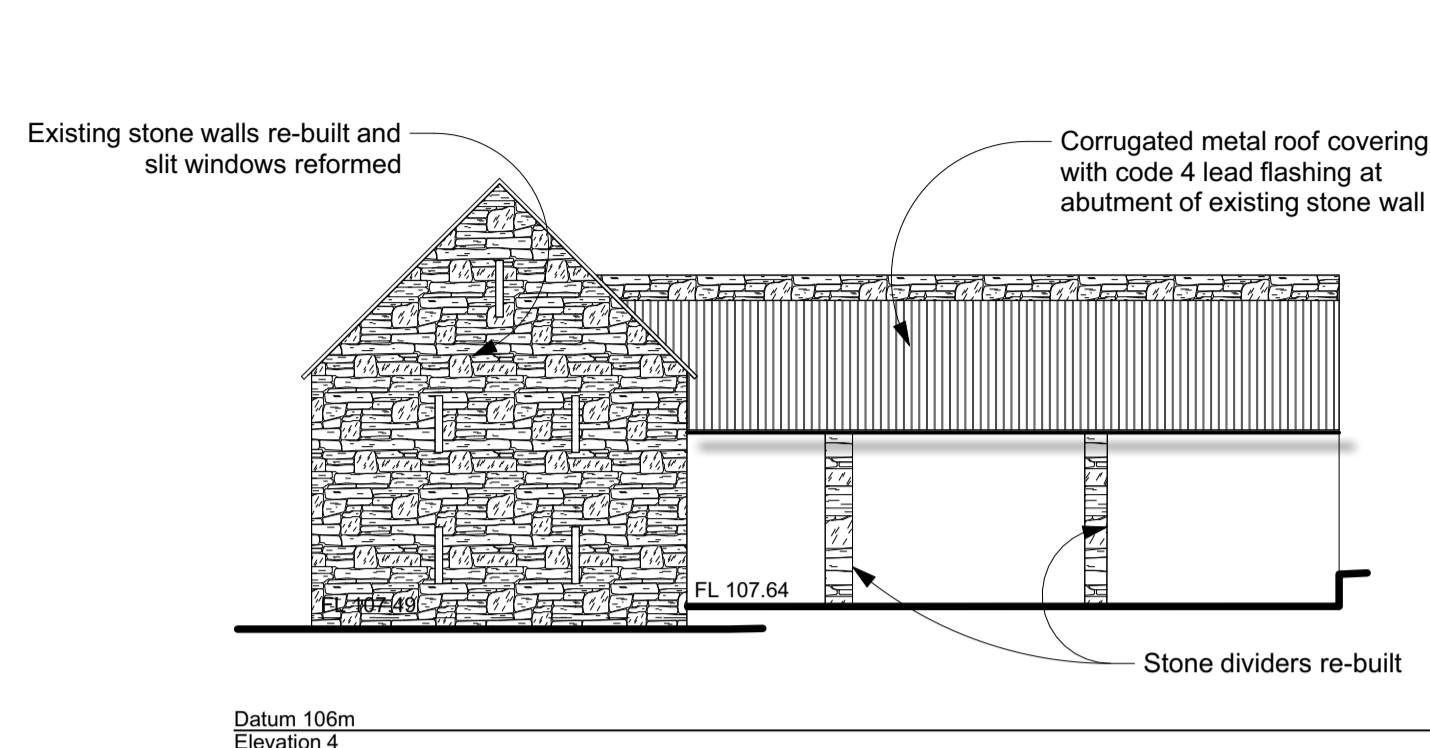 Existing stone walls re-built and
slit windows reformed
Corrugated metal roof covering
with code 4 lead flashing at
abutment of existing stone wall
FL 107.49
FL 107.64
Stone dividers re-built
Datum 106m
Elevation 4